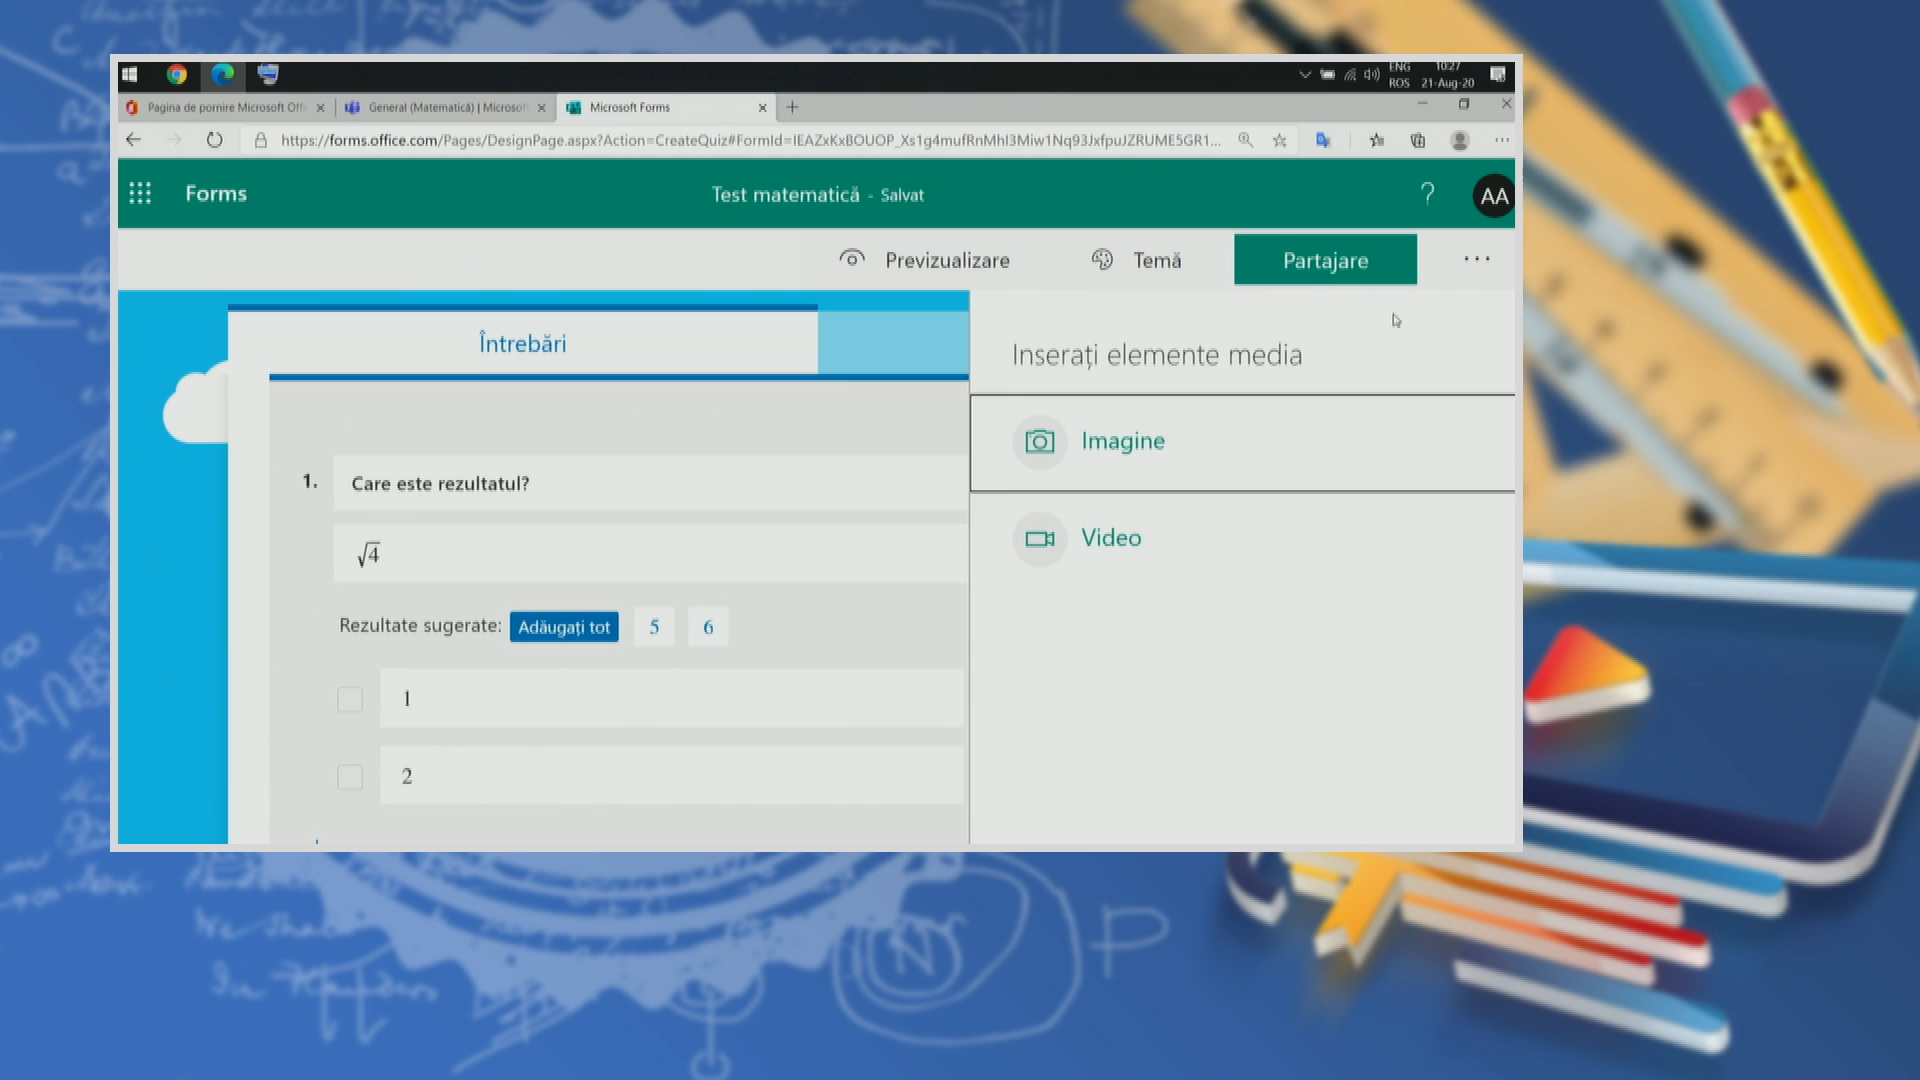 ENG 10:27
ROS 21-Aug-20
Pagina de pornire Microsoft Offi
General (Matematică) | Microsof
Microsoft Forms
https://forms.office.com/Pages/DesignPage.aspx?Action=CreateQuiz#FormId=
Forms
Test matematică - Salvat
?
AA
Previzualizare
Temă
Partajare
Întrebări
Inserați elemente media
Imagine
Video
1. Care este rezultatul?
√4
Rezultate sugerate: Adăugați tot 5 6
1
2
N
P